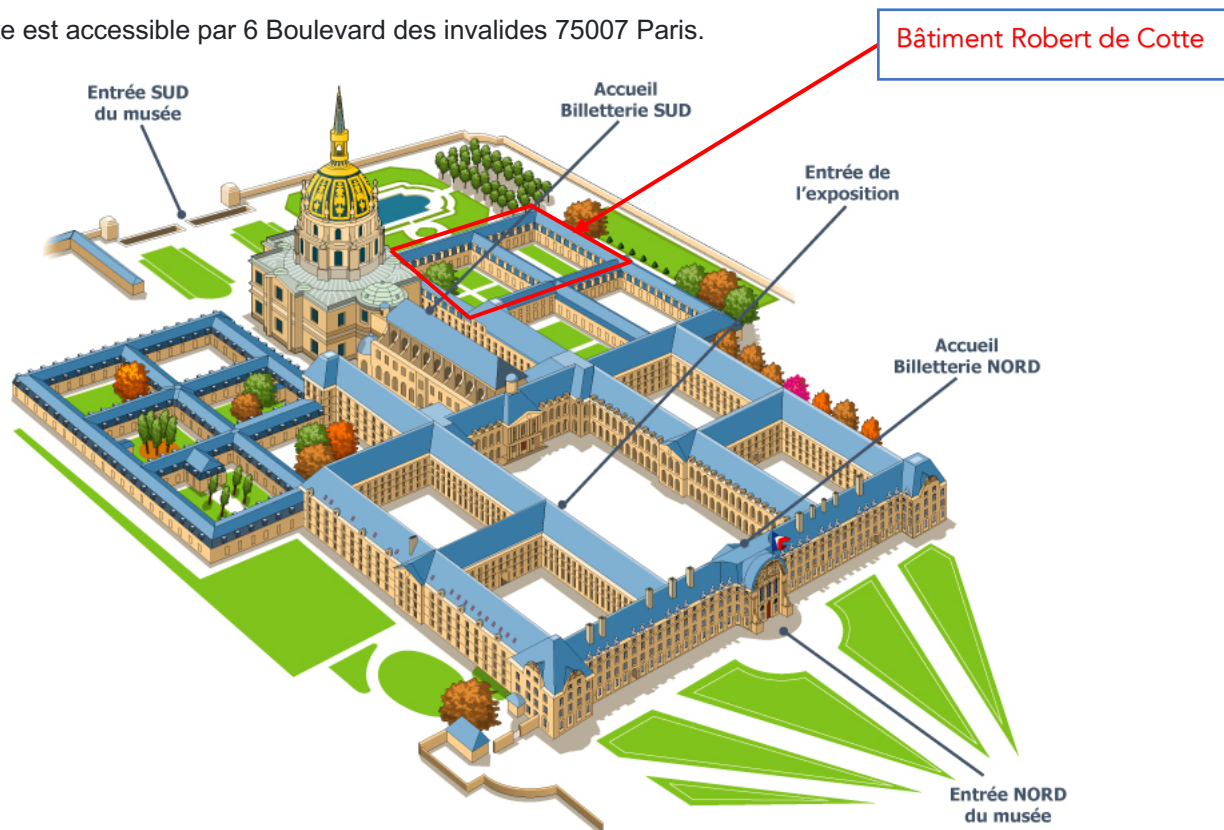 est accessible par 6 Boulevard des invalides 75007 Paris.
Bâtiment Robert de Cotte
Entrée SUD
du musée
Accueil
Billetterie SUD
Entrée de
l'exposition
Accueil
Billetterie NORD
Entrée NORD
du musée